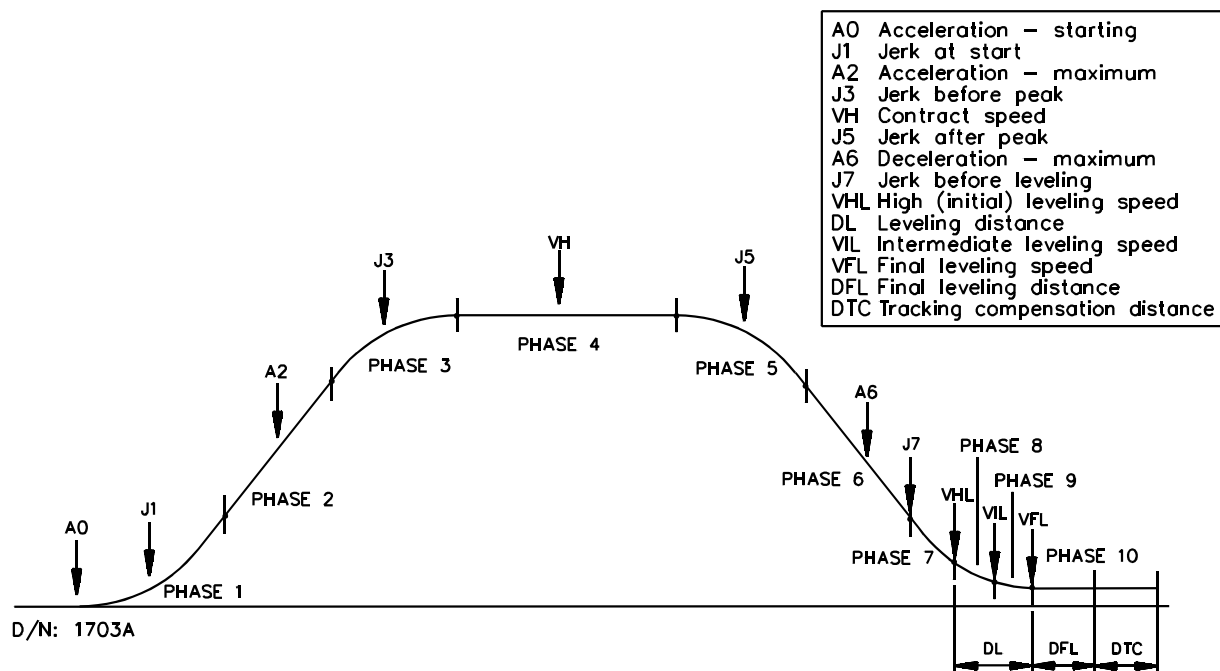 A0 Acceleration – starting
J1 Jerk at start
A2 Acceleration – maximum
J3 Jerk before peak
VH Contract speed
J5 Jerk after peak
A6 Deceleration – maximum
J7 Jerk before leveling
VHL High (initial) leveling speed
DL Leveling distance
VIL Intermediate leveling speed
VFL Final leveling speed
DFL Final leveling distance
DTC Tracking compensation distance
VH
J3
J5
PHASE 4
PHASE 3
PHASE 5
A2
A6
J7
PHASE 8
PHASE 6
PHASE 9
PHASE 2
VHL
J1
VIL
VFL
A0
PHASE 7
PHASE 10
PHASE 1
D/N: 1703A
DL
DFL
DTC